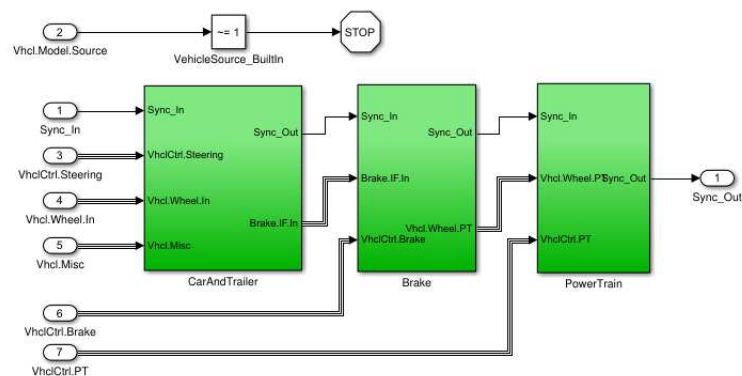 2
Vhcl.Model.Source
~= 1
VehicleSource_BuiltIn
STOP
1
Sync_In
3
VhclCtrl.Steering
4
Vhcl.Wheel.In
5
Vhcl.Misc
6
VhclCtrl.Brake
7
VhclCtrl.PT
Sync_In
VhclCtrl.Steering
Vhcl.Wheel.In
Vhcl.Misc
Sync_Out
Brake.IF.In
CarAndTrailer
Sync_In
Brake.IF.In
VhclCtrl.Brake
Sync_Out
Vhcl.Wheel.PT
Brake
Sync_In
Vhcl.Wheel.PT
VhclCtrl.PT
Sync_Out
PowerTrain
1
Sync_Out